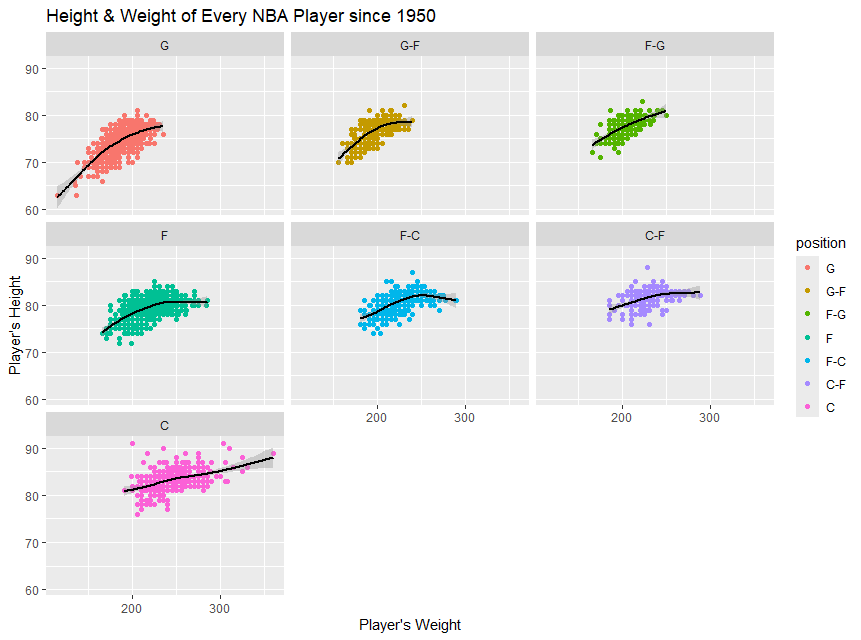 Height & Weight of Every NBA Player since 1950
G
G-F
F-G
90
80
70
60
F
F-C
C-F
90
80
70
60
200
300
200
300
C
90
80
70
60
200
300
Player's Height
Player's Weight
position
G
G-F
F-G
F
F-C
C-F
C